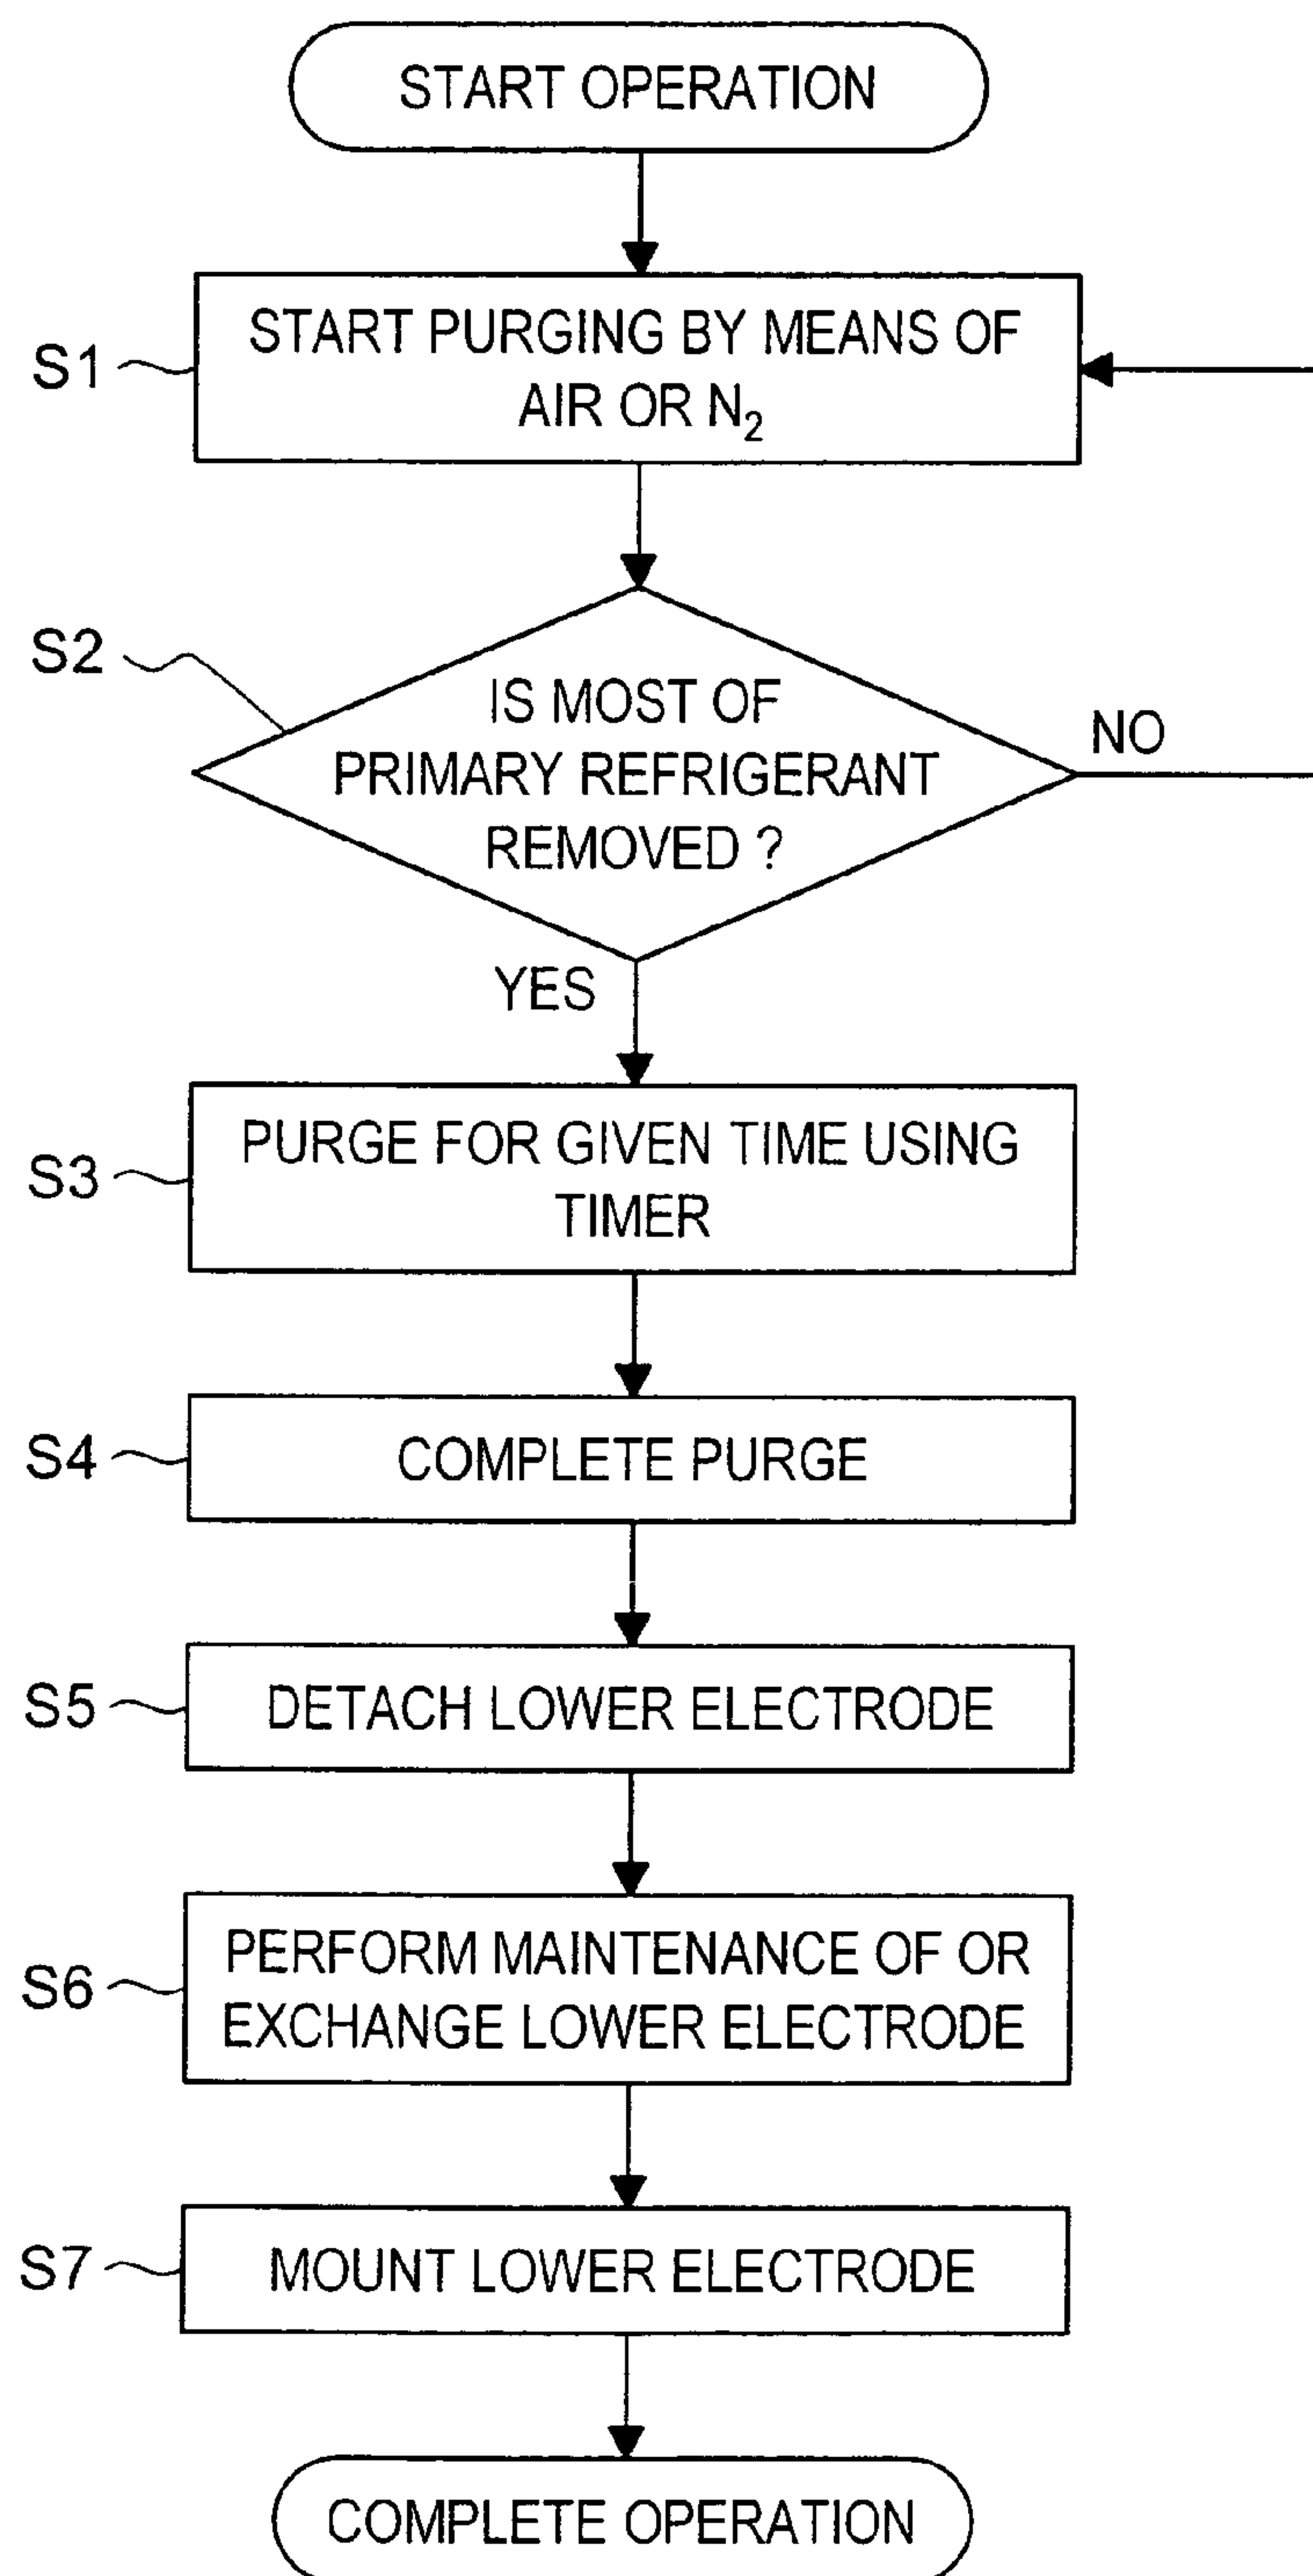 START OPERATION
S1
START PURGING BY MEANS OF
AIR OR N₂
S2
IS MOST OF
PRIMARY REFRIGERANT
REMOVED ?
NO
YES
S3
PURGE FOR GIVEN TIME USING
TIMER
S4
COMPLETE PURGE
S5
DETACH LOWER ELECTRODE
S6
PERFORM MAINTENANCE OF OR
EXCHANGE LOWER ELECTRODE
S7
MOUNT LOWER ELECTRODE
COMPLETE OPERATION